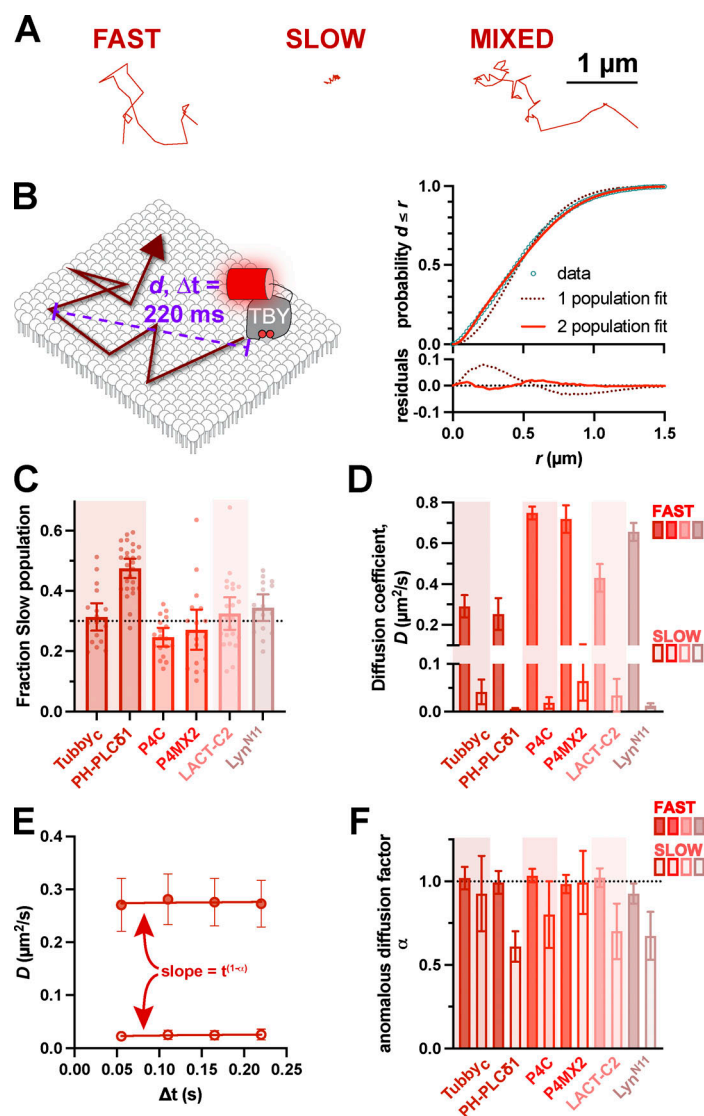 A
FAST
SLOW
MIXED
1 µm
B
d, Δt =
220 ms
TBY
probability d ≤ r
1.0
0.5
0.0
data
1 population fit
2 population fit
residuals
0.1
0.0
-0.1
0.0
0.5
1.0
1.5
r (µm)
C
Fraction Slow population
0.8
0.6
0.4
0.2
0.0
Tubbyc
PH-PLCδ1
P4C
P4MX2
LACT-C2
LynN11
D
Diffusion coefficient,
D (µm²/s)
0.8
0.6
0.4
0.2
0.1
0.0
FAST
SLOW
Tubbyc
PH-PLCδ1
P4C
P4MX2
LACT-C2
LynN11
E
D (µm²/s)
0.4
0.3
0.2
0.1
0.0
slope = t(1-α)
0.00
0.05
0.10
0.15
0.20
0.25
Δt (s)
F
anomalous diffusion factor
α
1.0
0.5
0.0
FAST
SLOW
Tubbyc
PH-PLCδ1
P4C
P4MX2
LACT-C2
LynN11